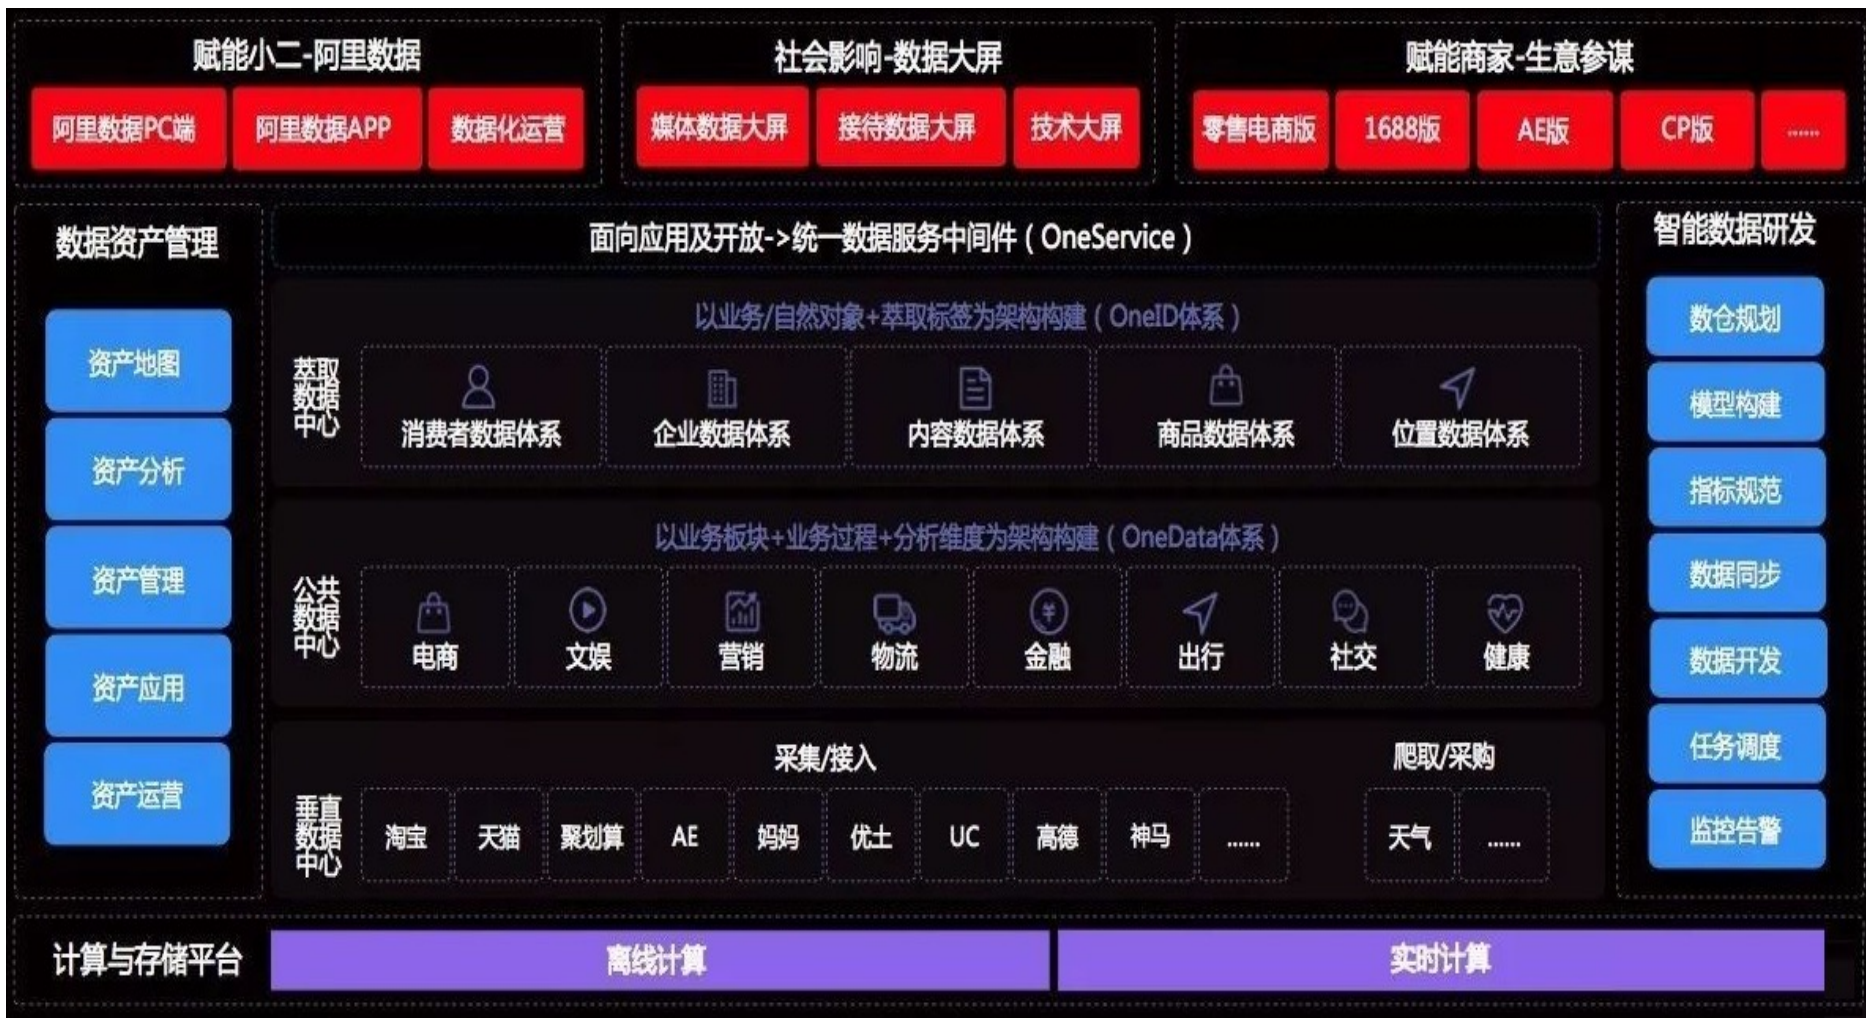 赋能小二-阿里数据
阿里数据PC端
阿里数据APP
数据化运营
社会影响-数据大屏
媒体数据大屏
接待数据大屏
技术大屏
赋能商家-生意参谋
零售电商版
1688版
AE版
CP版
......
数据资产管理
资产地图
资产分析
资产管理
资产应用
资产运营
面向应用及开放->统一数据服务中间件（OneService）
以业务/自然对象+萃取标签为架构构建（OneID体系）
萃取
数据
中心
消费者数据体系
企业数据体系
内容数据体系
商品数据体系
位置数据体系
以业务板块+业务过程+分析维度为架构构建（OneData体系）
公共
数据
中心
电商
文娱
营销
物流
金融
出行
社交
健康
垂直
数据
中心
采集/接入
淘宝
天猫
聚划算
AE
妈妈
优土
UC
高德
神马
......
爬取/采购
天气
......
智能数据研发
数仓规划
模型构建
指标规范
数据同步
数据开发
任务调度
监控告警
计算与存储平台
离线计算
实时计算